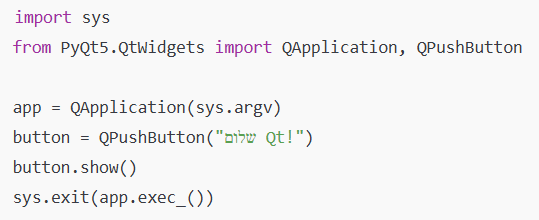 import sys
from PyQt5.QtWidgets import QApplication, QPushButton
app = QApplication(sys.argv)
button = QPushButton("שלום Qt!")
button.show()
sys.exit(app.exec_())